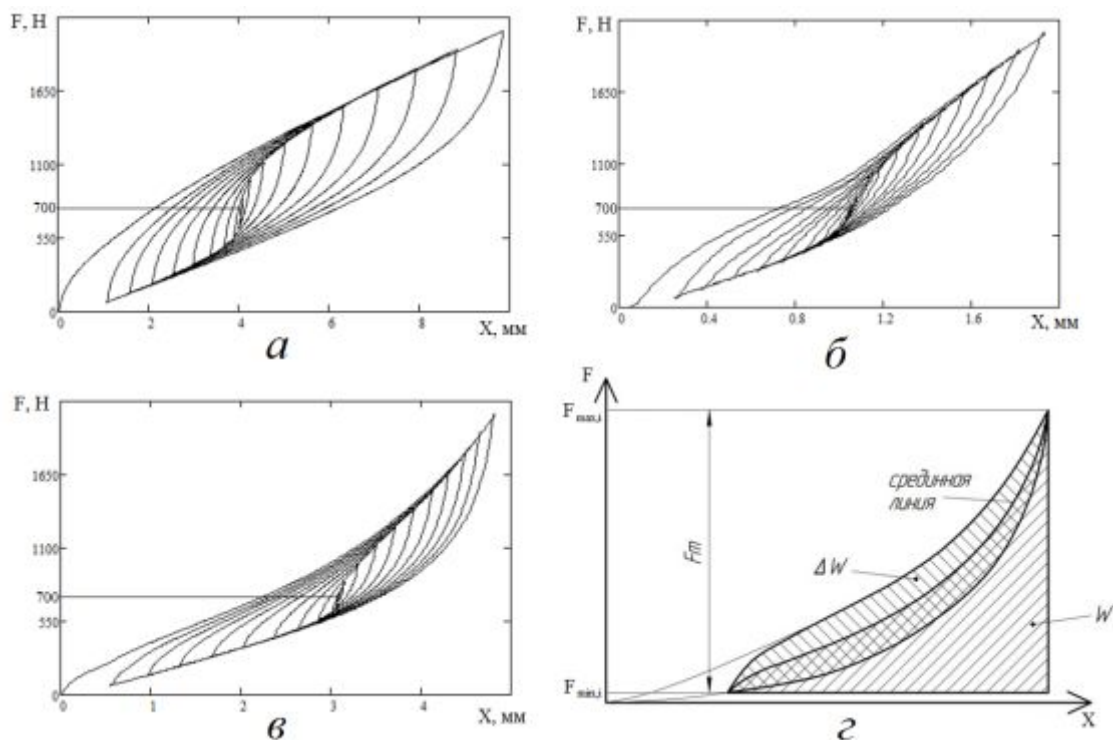 F, Н
1650
1100
700
550
0
0 2 4 6 8
X, мм
а
F, Н
1650
1100
700
550
0
0 0.4 0.8 1.2 1.6
X, мм
б
F, Н
1650
1100
700
550
0
0 1 2 3 4
X, мм
в
F
F max,i
срединная
линия
Fm
ΔW
W
F min,i
X
г